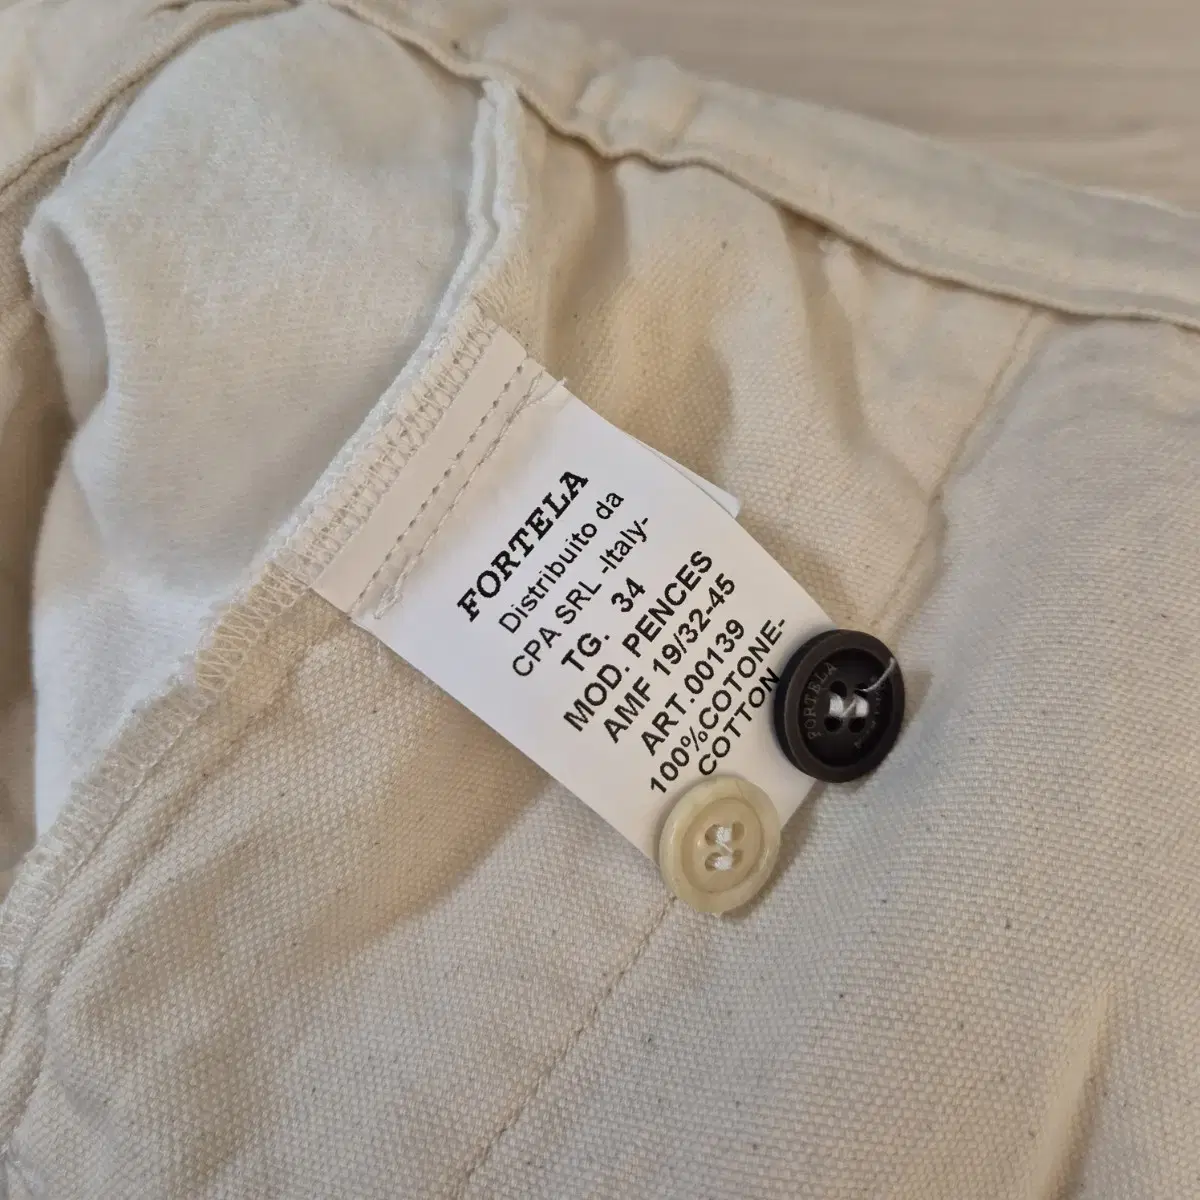 FORTELA
Distribuito da
CPA SRL -Italy-
TG. 34
MOD. PENCES
AMF 19/32-45
ART.00139
100%COTONE-
COTTON
FORTELA